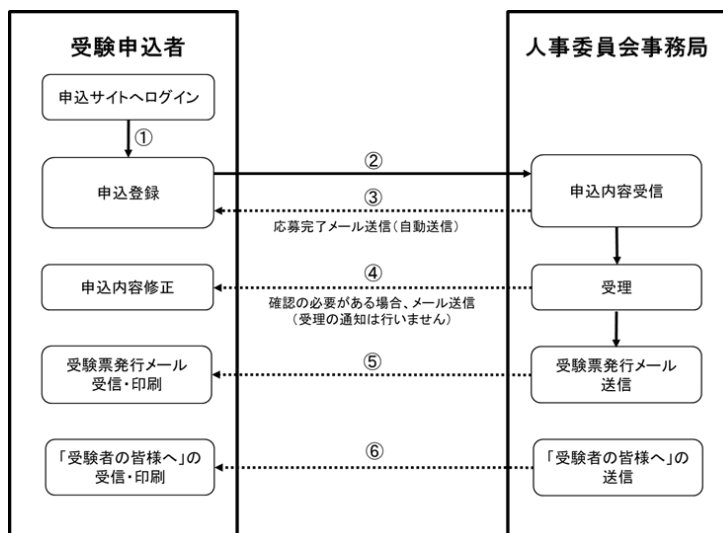 受験申込者
人事委員会事務局
申込サイトへログイン
①
②
申込登録
申込内容受信
③
応募完了メール送信(自動送信)
④
申込内容修正
受理
確認の必要がある場合、メール送信
(受理の通知は行いません)
受験票発行メール
受信・印刷
⑤
受験票発行メール
送信
「受験者の皆様へ」の
受信・印刷
⑥
「受験者の皆様へ」の
送信